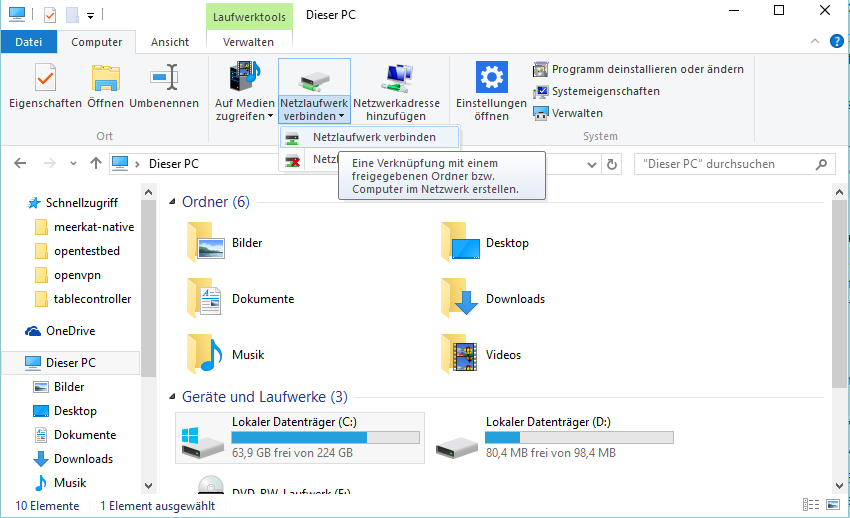 Laufwerktools
Dieser PC
Datei
Computer
Ansicht
Verwalten
Eigenschaften
Öffnen
Umbenennen
Ort
Auf Medien
zugreifen
Netzlaufwerk
verbinden
Netzwerkadresse
hinzufügen
Einstellungen
öffnen
Programm deinstallieren oder ändern
Systemeigenschaften
Verwalten
System
Netzlaufwerk verbinden
Eine Verknüpfung mit einem
freigegebenen Ordner bzw.
Computer im Netzwerk erstellen.
Dieser PC
"Dieser PC" durchsuchen
Schnellzugriff
meerkat-native
opentestbed
openvpn
tablecontroller
OneDrive
Dieser PC
Bilder
Desktop
Dokumente
Downloads
Musik
Ordner (6)
Bilder
Desktop
Dokumente
Downloads
Musik
Videos
Geräte und Laufwerke (3)
Lokaler Datenträger (C:)
63,9 GB frei von 224 GB
Lokaler Datenträger (D:)
80,4 MB frei von 98,4 MB
DVD-RW-Laufwerk (E:)
10 Elemente
1 Element ausgewählt